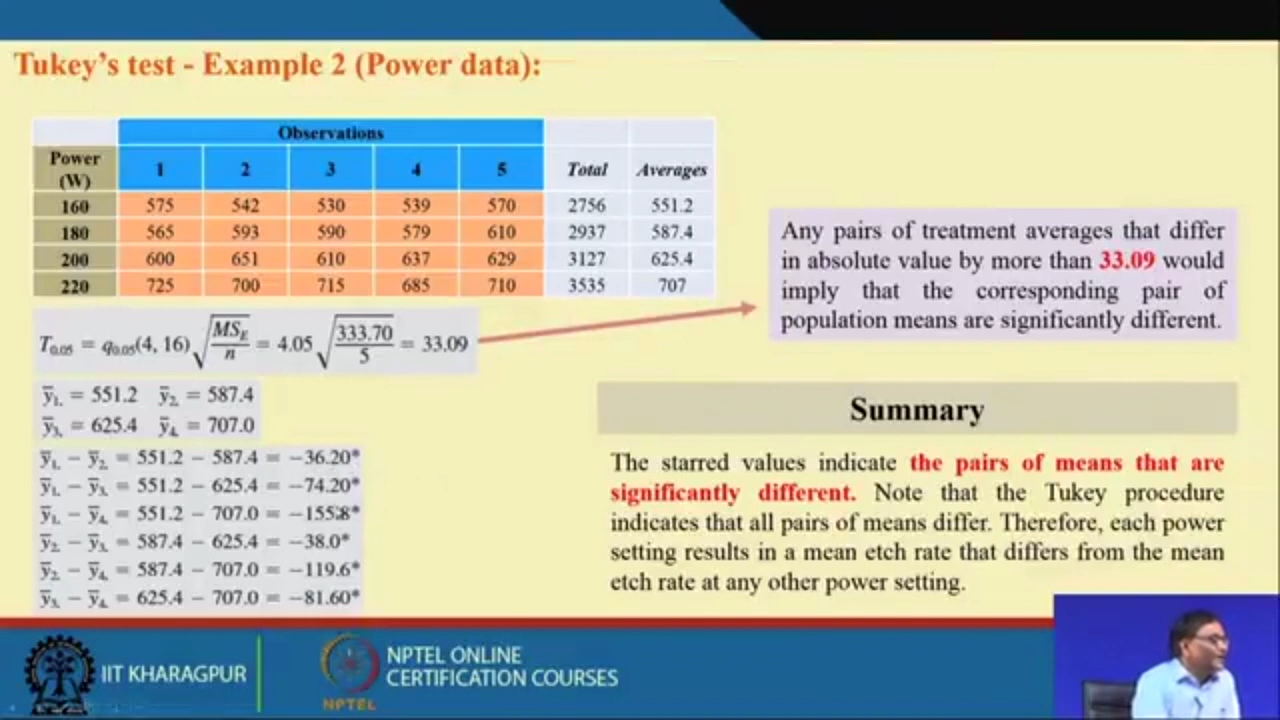 Tukey's test - Example 2 (Power data):
Observations
Power (W) 1 2 3 4 5 Total Averages
160 575 542 530 539 570 2756 551.2
180 565 593 590 579 610 2937 587.4
200 600 651 610 637 629 3127 625.4
220 725 700 715 685 710 3535 707
T0.05 = q0.05(4, 16) √(MSE/n) = 4.05 √(333.70/5) = 33.09
ȳ1. = 551.2 ȳ2. = 587.4
ȳ3. = 625.4 ȳ4. = 707.0
ȳ1. − ȳ2. = 551.2 − 587.4 = −36.20*
ȳ1. − ȳ3. = 551.2 − 625.4 = −74.20*
ȳ1. − ȳ4. = 551.2 − 707.0 = −155.8*
ȳ2. − ȳ3. = 587.4 − 625.4 = −38.0*
ȳ2. − ȳ4. = 587.4 − 707.0 = −119.6*
ȳ3. − ȳ4. = 625.4 − 707.0 = −81.60*
Any pairs of treatment averages that differ
in absolute value by more than 33.09 would
imply that the corresponding pair of
population means are significantly different.
Summary
The starred values indicate the pairs of means that are
significantly different. Note that the Tukey procedure
indicates that all pairs of means differ. Therefore, each power
setting results in a mean etch rate that differs from the mean
etch rate at any other power setting.
IIT KHARAGPUR
NPTEL
NPTEL ONLINE
CERTIFICATION COURSES